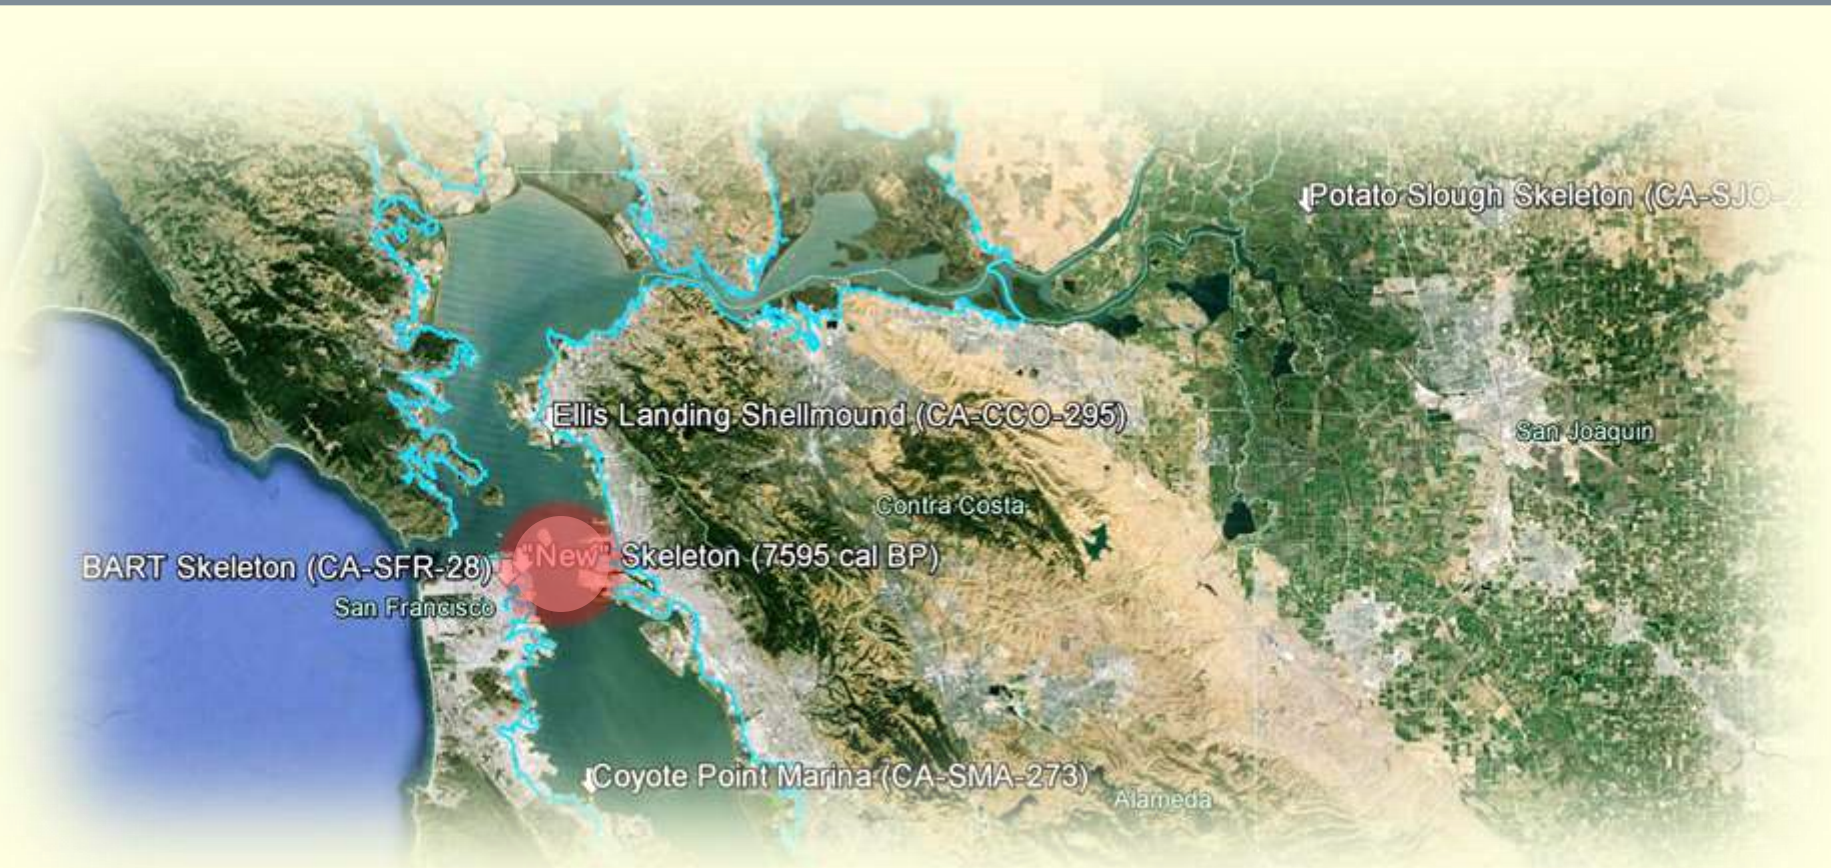 Potato Slough Skeleton (CA-SJO-2
Ellis Landing Shellmound (CA-CCO-295)
San Joaquin
Contra Costa
"New" Skeleton (7595 cal BP)
BART Skeleton (CA-SFR-28)
San Francisco
Coyote Point Marina (CA-SMA-273)
Alameda